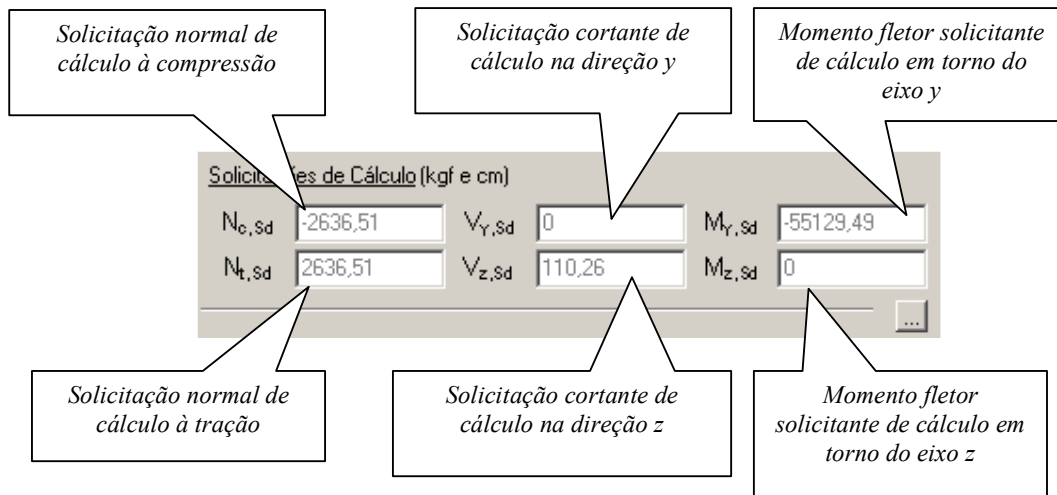 Solicitação normal de
cálculo à compressão
Solicitação cortante de
cálculo na direção y
Momento fletor solicitante
de cálculo em torno do
eixo y
de Cálculo (kgf e cm)
Nc,Sd -2636,51 VY,Sd 0 MY,Sd -55129,49
Nt,Sd 2636,51 Vz,Sd 110,26 Mz,Sd 0
...
Solicitação normal de
cálculo à tração
Solicitação cortante de
cálculo na direção z
Momento fletor
solicitante de cálculo em
torno do eixo z